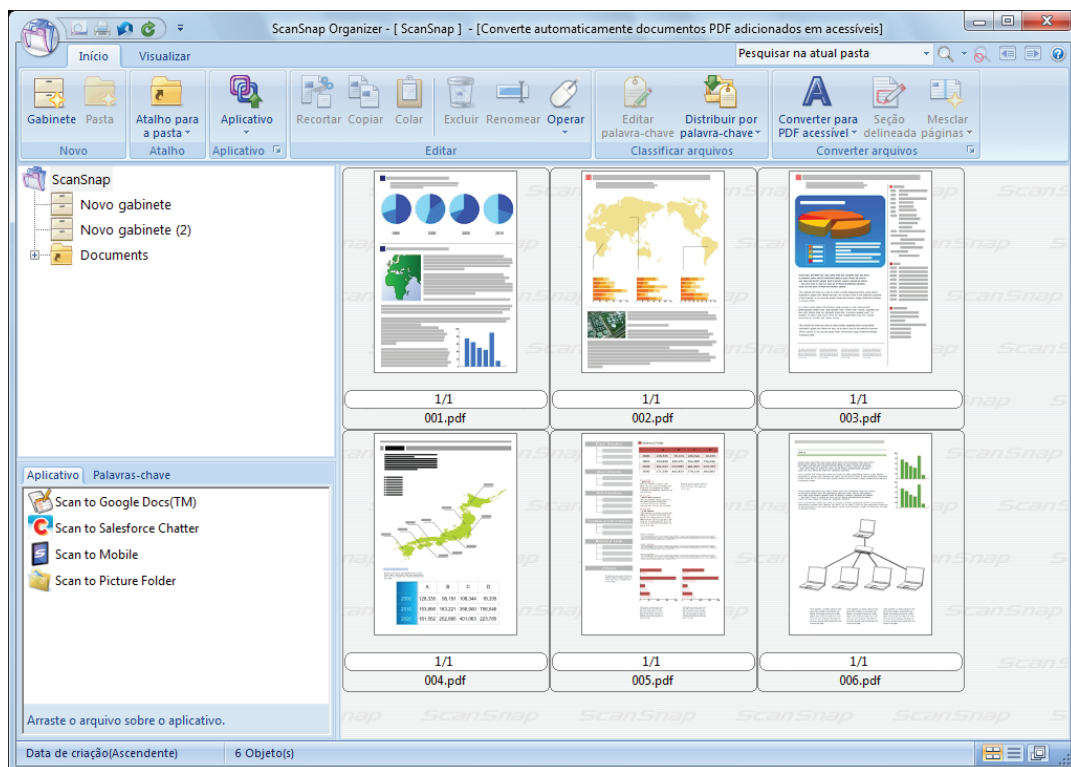 ScanSnap Organizer - [ ScanSnap ] - [Converte automaticamente documentos PDF adicionados em acessíveis]
Início Visualizar
Pesquisar na atual pasta
Gabinete Pasta
Novo
Atalho para a pasta
Atalho
Aplicativo
Aplicativo
Recortar Copiar Colar Excluir Renomear Operar
Editar
Editar palavra-chave
Distribuir por palavra-chave
Classificar arquivos
Converter para PDF acessível
Seção delineada
Mesclar páginas
Converter arquivos
ScanSnap
Novo gabinete
Novo gabinete (2)
Documents
Aplicativo Palavras-chave
Scan to Google Docs(TM)
Scan to Salesforce Chatter
Scan to Mobile
Scan to Picture Folder
Arraste o arquivo sobre o aplicativo.
1/1
001.pdf
1/1
002.pdf
1/1
003.pdf
A B C D
1/1
004.pdf
1/1
005.pdf
1/1
006.pdf
ScanSnap ScanSnap ScanSnap
Data de criação(Ascendente) 6 Objeto(s)